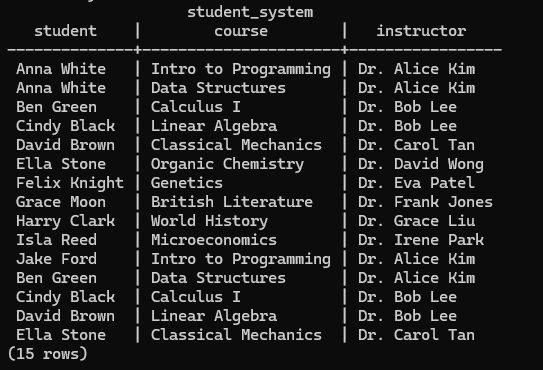 student_system
student | course | instructor
--------------+----------------------+-----------------
Anna White | Intro to Programming | Dr. Alice Kim
Anna White | Data Structures | Dr. Alice Kim
Ben Green | Calculus I | Dr. Bob Lee
Cindy Black | Linear Algebra | Dr. Bob Lee
David Brown | Classical Mechanics | Dr. Carol Tan
Ella Stone | Organic Chemistry | Dr. David Wong
Felix Knight | Genetics | Dr. Eva Patel
Grace Moon | British Literature | Dr. Frank Jones
Harry Clark | World History | Dr. Grace Liu
Isla Reed | Microeconomics | Dr. Irene Park
Jake Ford | Intro to Programming | Dr. Alice Kim
Ben Green | Data Structures | Dr. Alice Kim
Cindy Black | Calculus I | Dr. Bob Lee
David Brown | Linear Algebra | Dr. Bob Lee
Ella Stone | Classical Mechanics | Dr. Carol Tan
(15 rows)